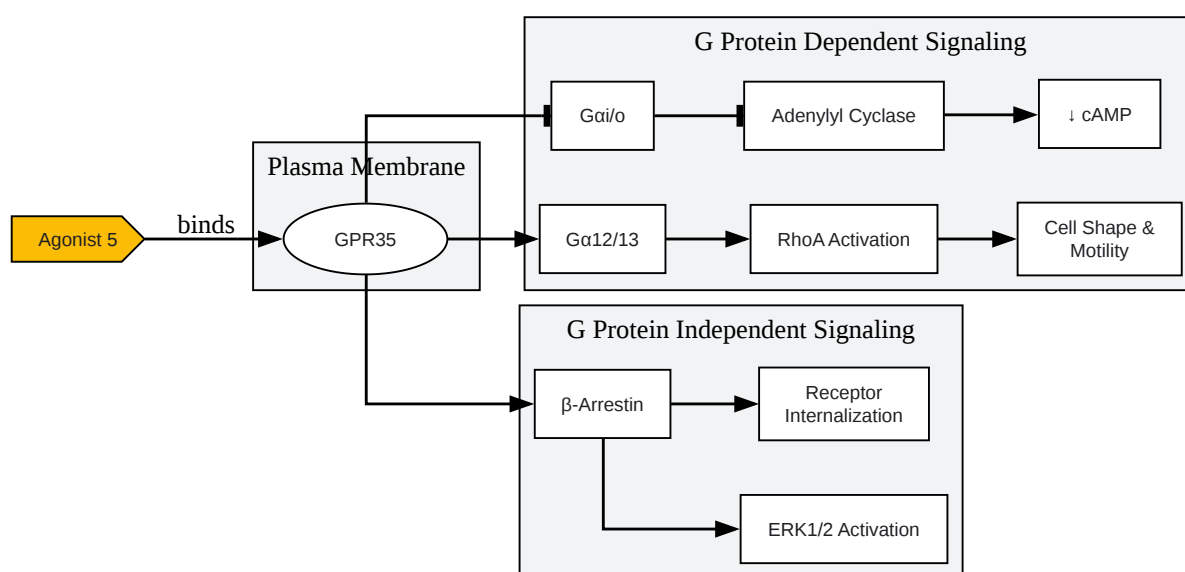 G Protein Dependent Signaling
Gαi/o
Adenylyl Cyclase
↓ cAMP
Plasma Membrane
Agonist 5
binds
GPR35
Gα12/13
RhoA Activation
Cell Shape &
Motility
G Protein Independent Signaling
β-Arrestin
Receptor
Internalization
ERK1/2 Activation